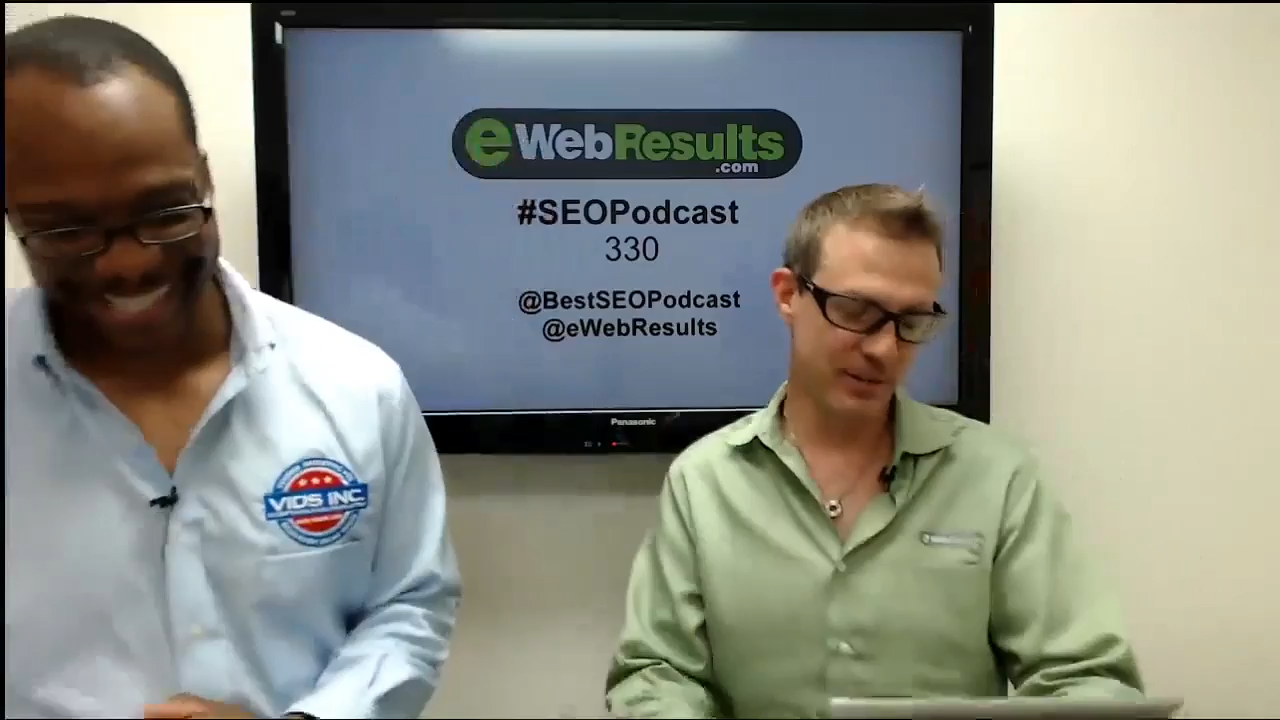 eWebResults
.com
#SEOPodcast
330
@BestSEOPodcast
@eWebResults
Panasonic
VIDS INC.